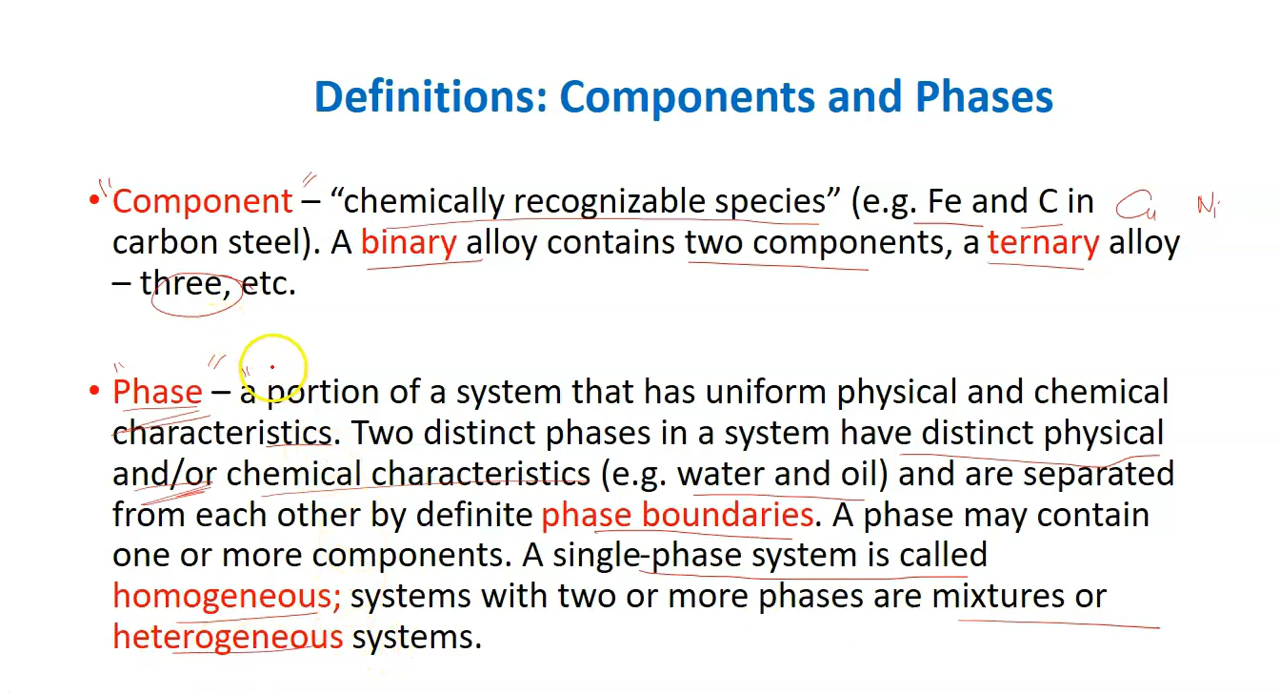 Definitions: Components and Phases
• Component – “chemically recognizable species” (e.g. Fe and C in Cu Ni
carbon steel). A binary alloy contains two components, a ternary alloy
– three, etc.
• Phase – a portion of a system that has uniform physical and chemical
characteristics. Two distinct phases in a system have distinct physical
and/or chemical characteristics (e.g. water and oil) and are separated
from each other by definite phase boundaries. A phase may contain
one or more components. A single-phase system is called
homogeneous; systems with two or more phases are mixtures or
heterogeneous systems.